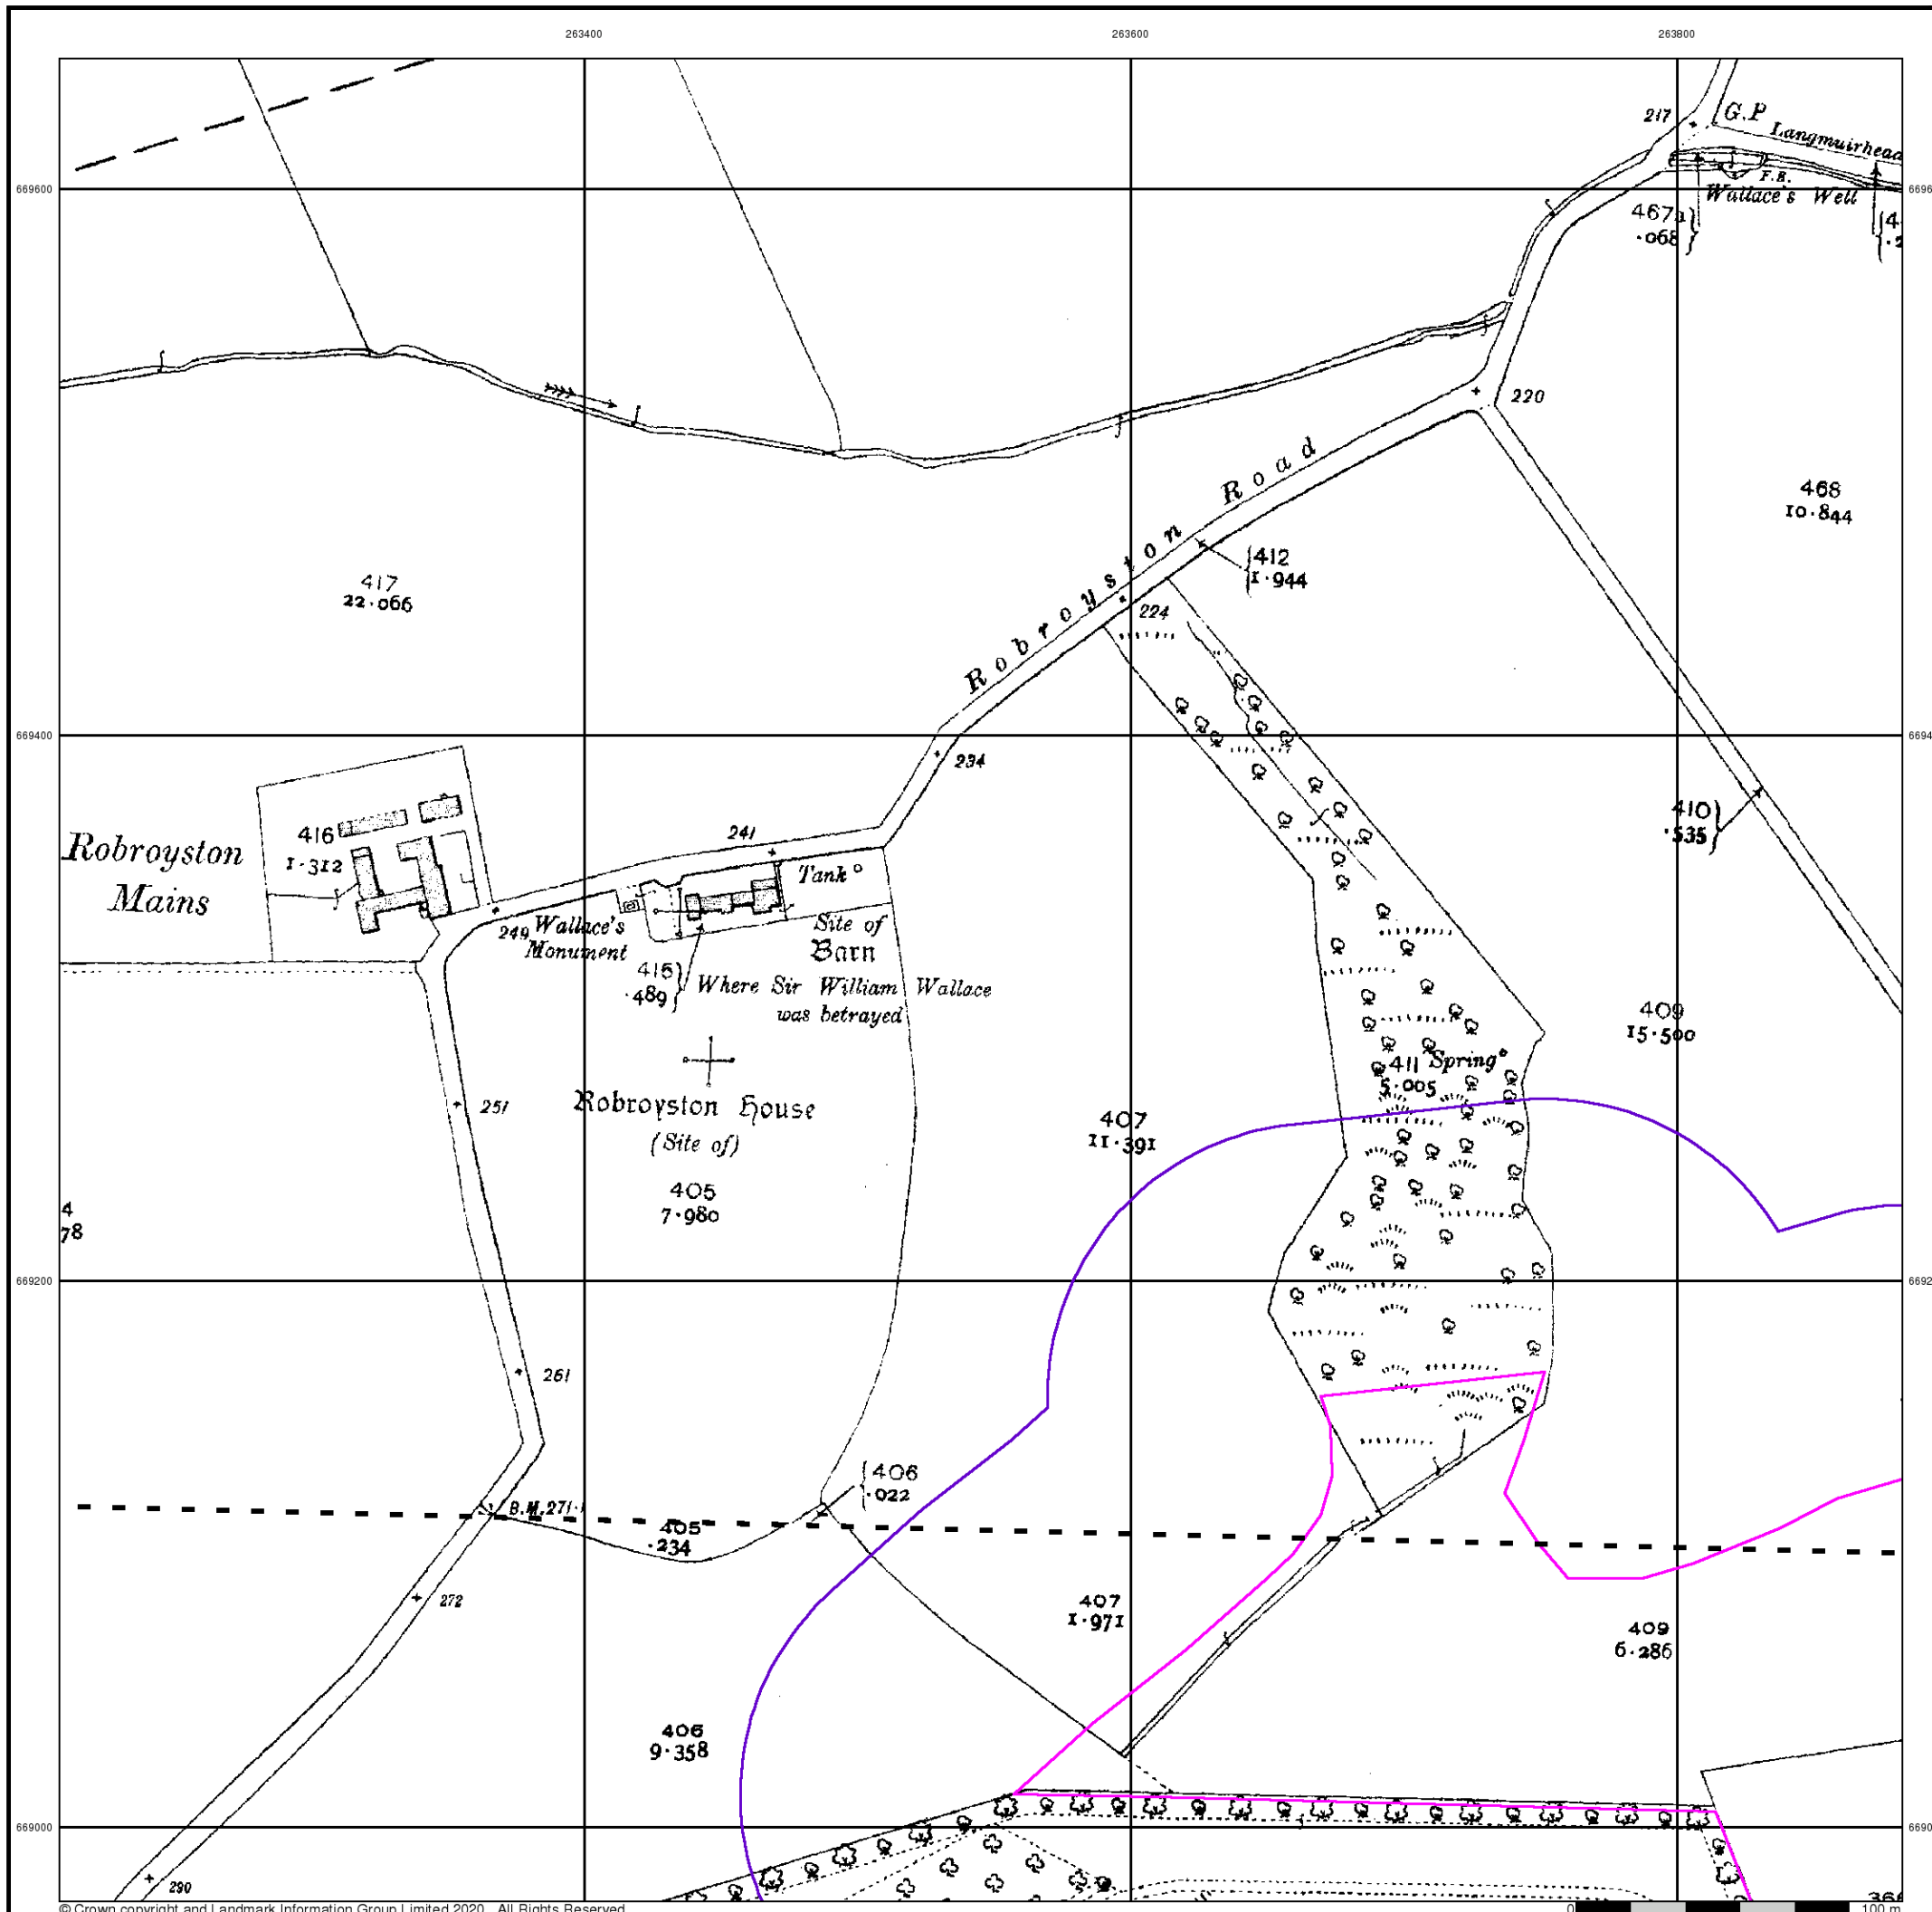 263400
263600
263800
217
G.P
Langmuirhead
669600
F.B.
Wallace's Well
467a
.068
220
468
10.844
Robroyston Road
412
1.944
417
22.066
224
669400
234
410
.535
241
416
1.312
Robroyston
Mains
Tank
249
Wallace's
Monument
Site of
Barn
415
.489
Where Sir William Wallace
was betrayed
409
15.500
411
5.005
Spring
251
Robroyston House
(Site of)
407
11.391
405
7.980
4
78
669200
261
406
.022
B.M.271.1
405
.234
272
407
1.971
409
6.286
406
9.358
669000
280
© Crown copyright and Landmark Information Group Limited 2020. All Rights Reserved.
0
100 m